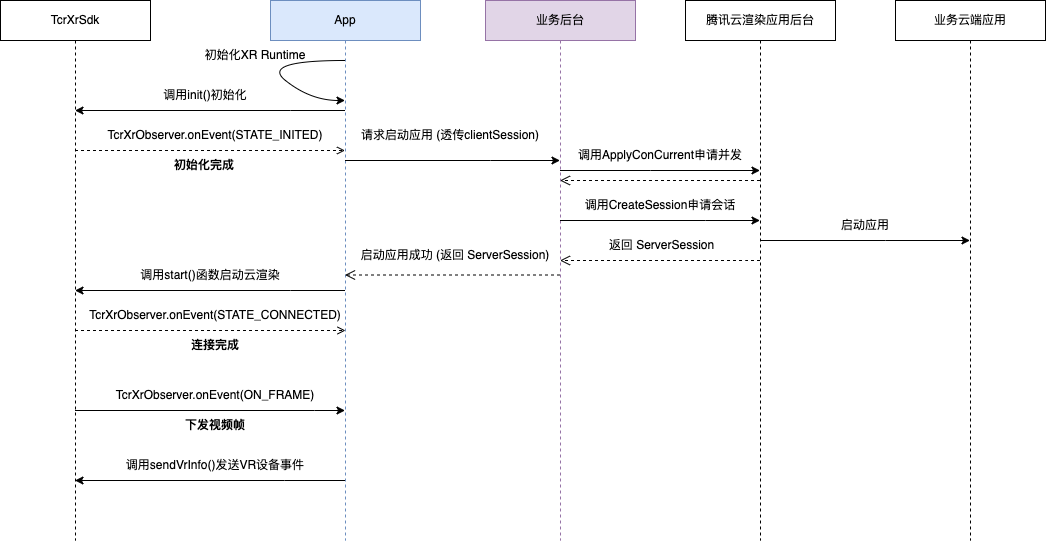 TcrXrSdk
App
业务后台
腾讯云渲染应用后台
业务云端应用
初始化XR Runtime
调用init()初始化
TcrXrObserver.onEvent(STATE_INITED)
初始化完成
请求启动应用 (透传clientSession)
调用ApplyConCurrent申请并发
调用CreateSession申请会话
启动应用
返回 ServerSession
启动应用成功 (返回 ServerSession)
调用start()函数启动云渲染
TcrXrObserver.onEvent(STATE_CONNECTED)
连接完成
TcrXrObserver.onEvent(ON_FRAME)
下发视频帧
调用sendVrInfo()发送VR设备事件